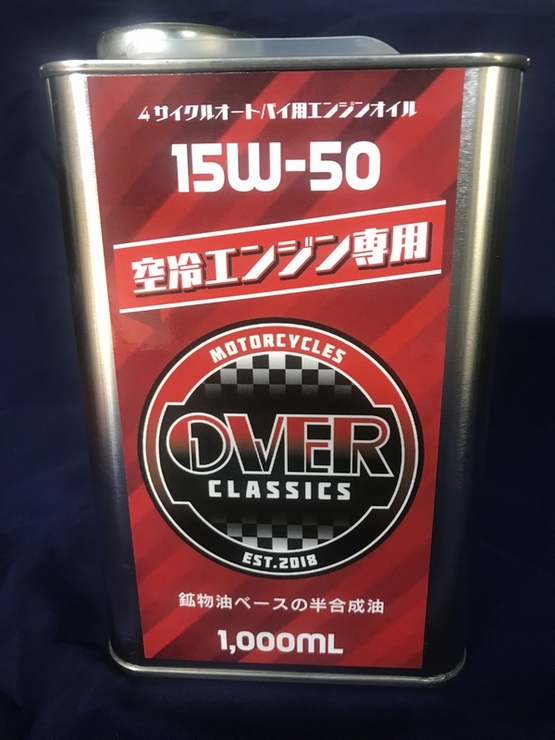 4サイクルオートバイ用エンジンオイル
15W-50
空冷エンジン専用
MOTORCYCLES
OVER
CLASSICS
EST.2018
鉱物油ベースの半合成油
1,000ML